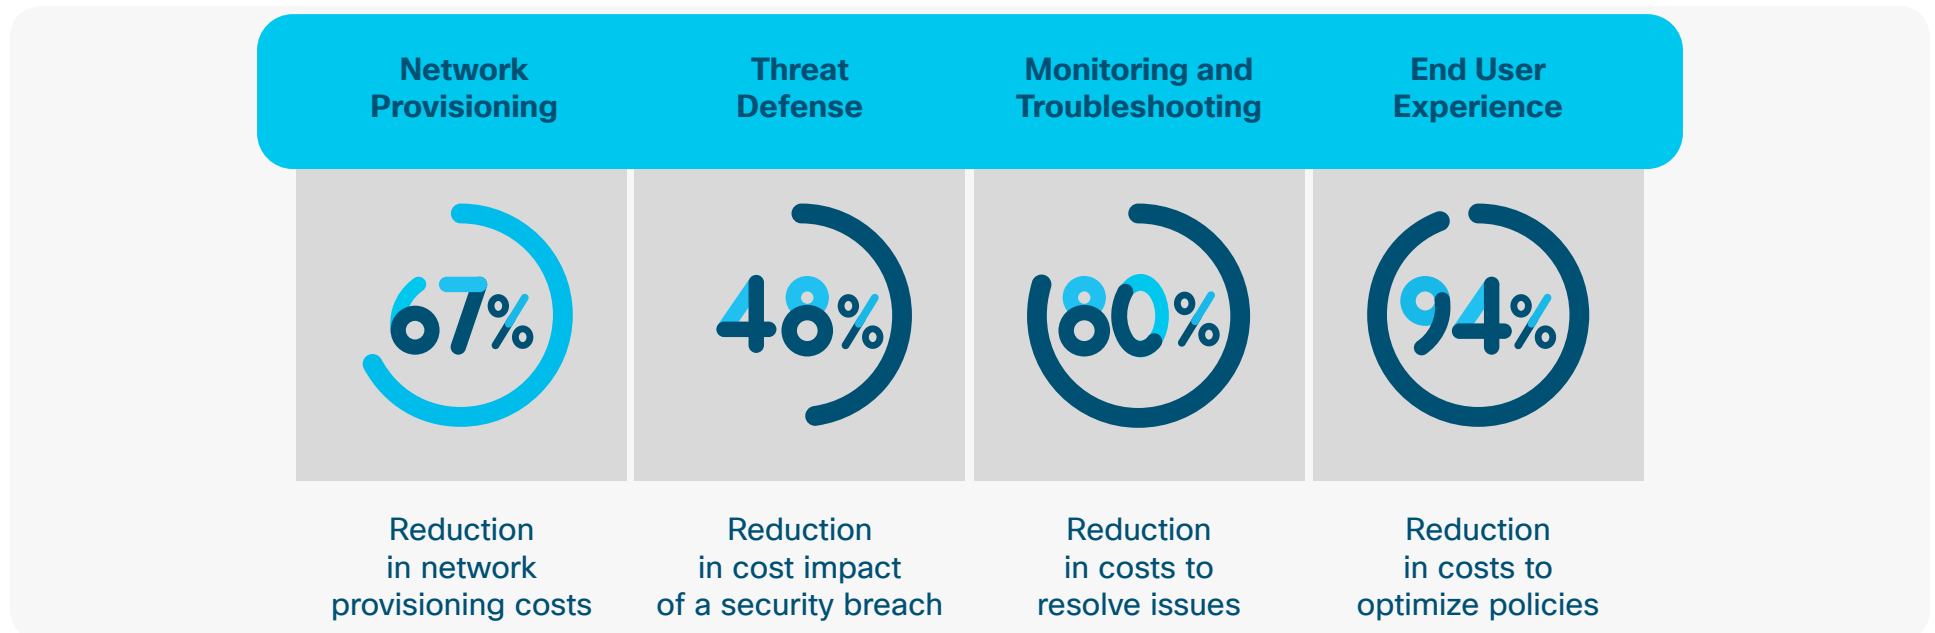 Network
Provisioning
Threat
Defense
Monitoring and
Troubleshooting
End User
Experience
67%
48%
80%
94%
Reduction
in network
provisioning costs
Reduction
in cost impact
of a security breach
Reduction
in costs to
resolve issues
Reduction
in costs to
optimize policies